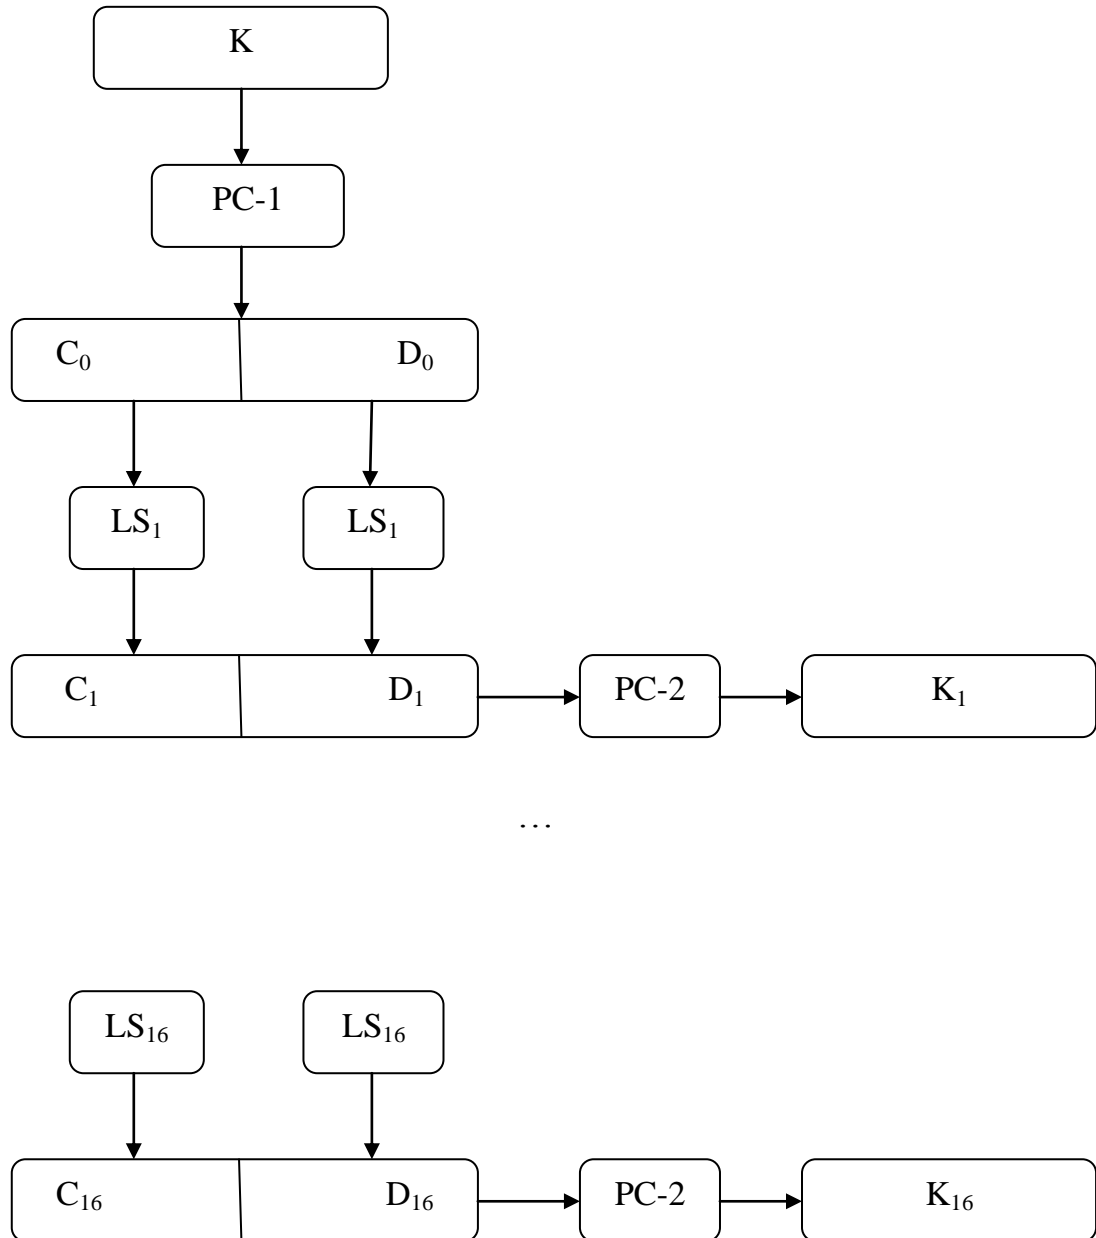 K
PC-1
C₀ D₀
LS₁ LS₁
C₁ D₁ PC-2 K₁
...
LS₁₆ LS₁₆
C₁₆ D₁₆ PC-2 K₁₆